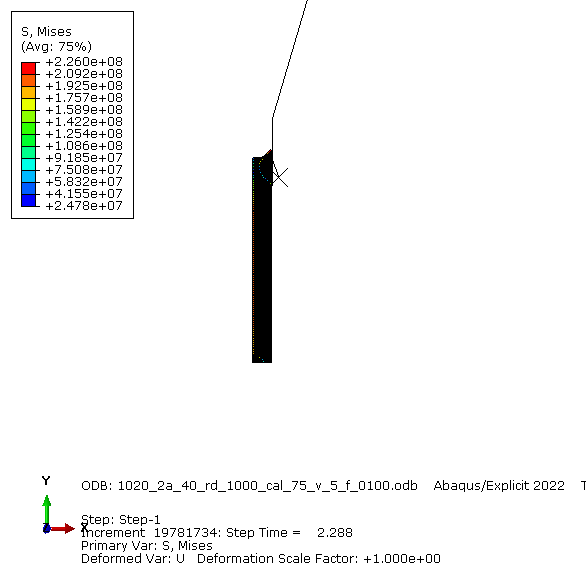 S, Mises
(Avg: 75%)
+2.260e+08
+2.092e+08
+1.925e+08
+1.757e+08
+1.589e+08
+1.422e+08
+1.254e+08
+1.086e+08
+9.185e+07
+7.508e+07
+5.832e+07
+4.155e+07
+2.478e+07
Y
X
Z
ODB: 1020_2a_40_rd_1000_cal_75_v_5_f_0100.odb Abaqus/Explicit 2022 T
Step: Step-1
Increment 19781734: Step Time = 2.288
Primary Var: S, Mises
Deformed Var: U Deformation Scale Factor: +1.000e+00